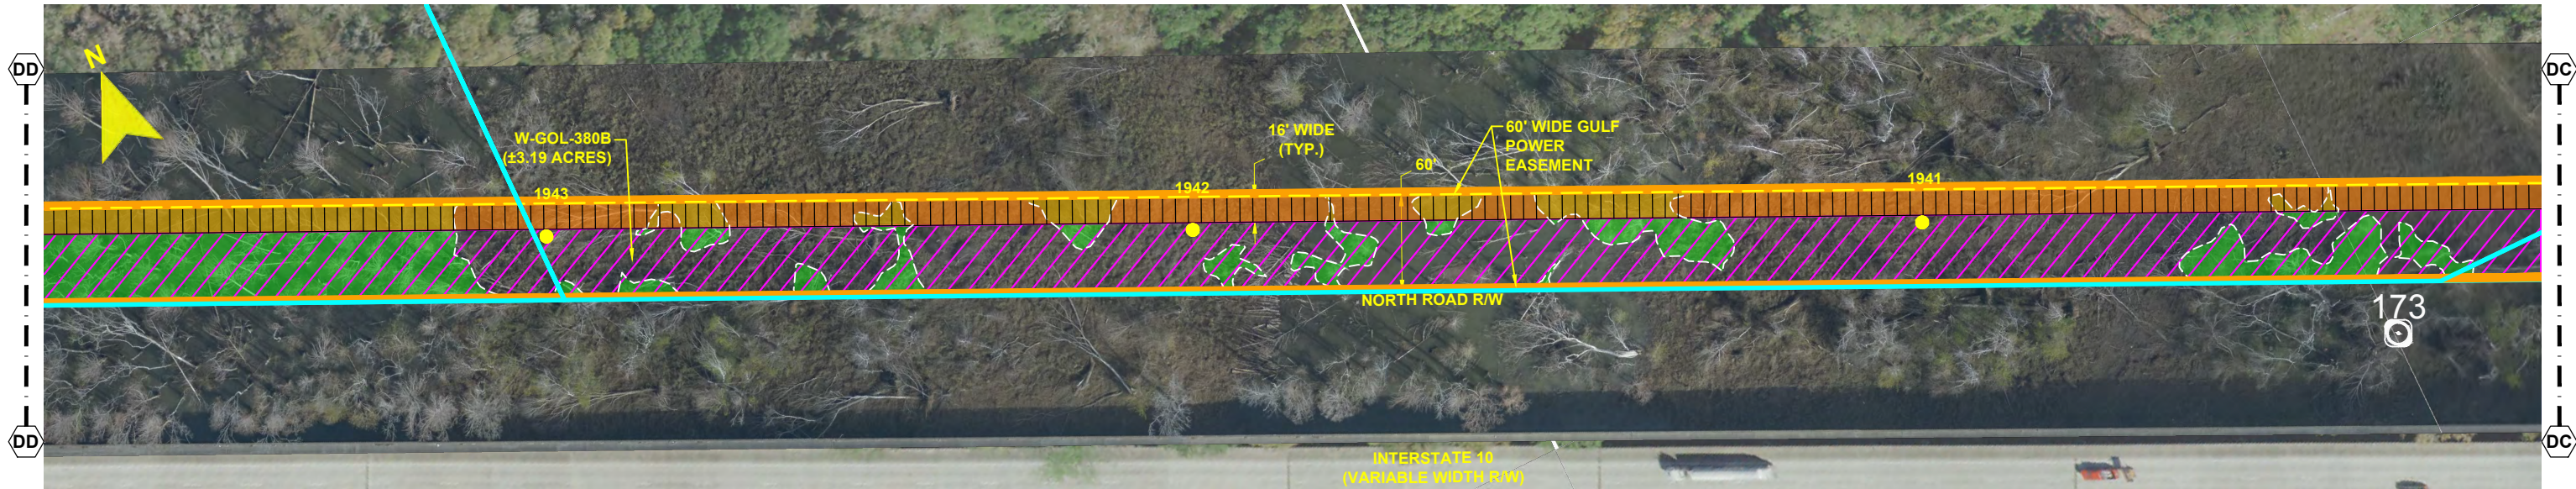 N
DD
DC
W-GOL-380B
(±3.19 ACRES)
16' WIDE
(TYP.)
60' WIDE GULF
POWER
EASEMENT
60'
1943
1942
1941
NORTH ROAD R/W
173
DD
DC
INTERSTATE 10
(VARIABLE WIDTH R/W)